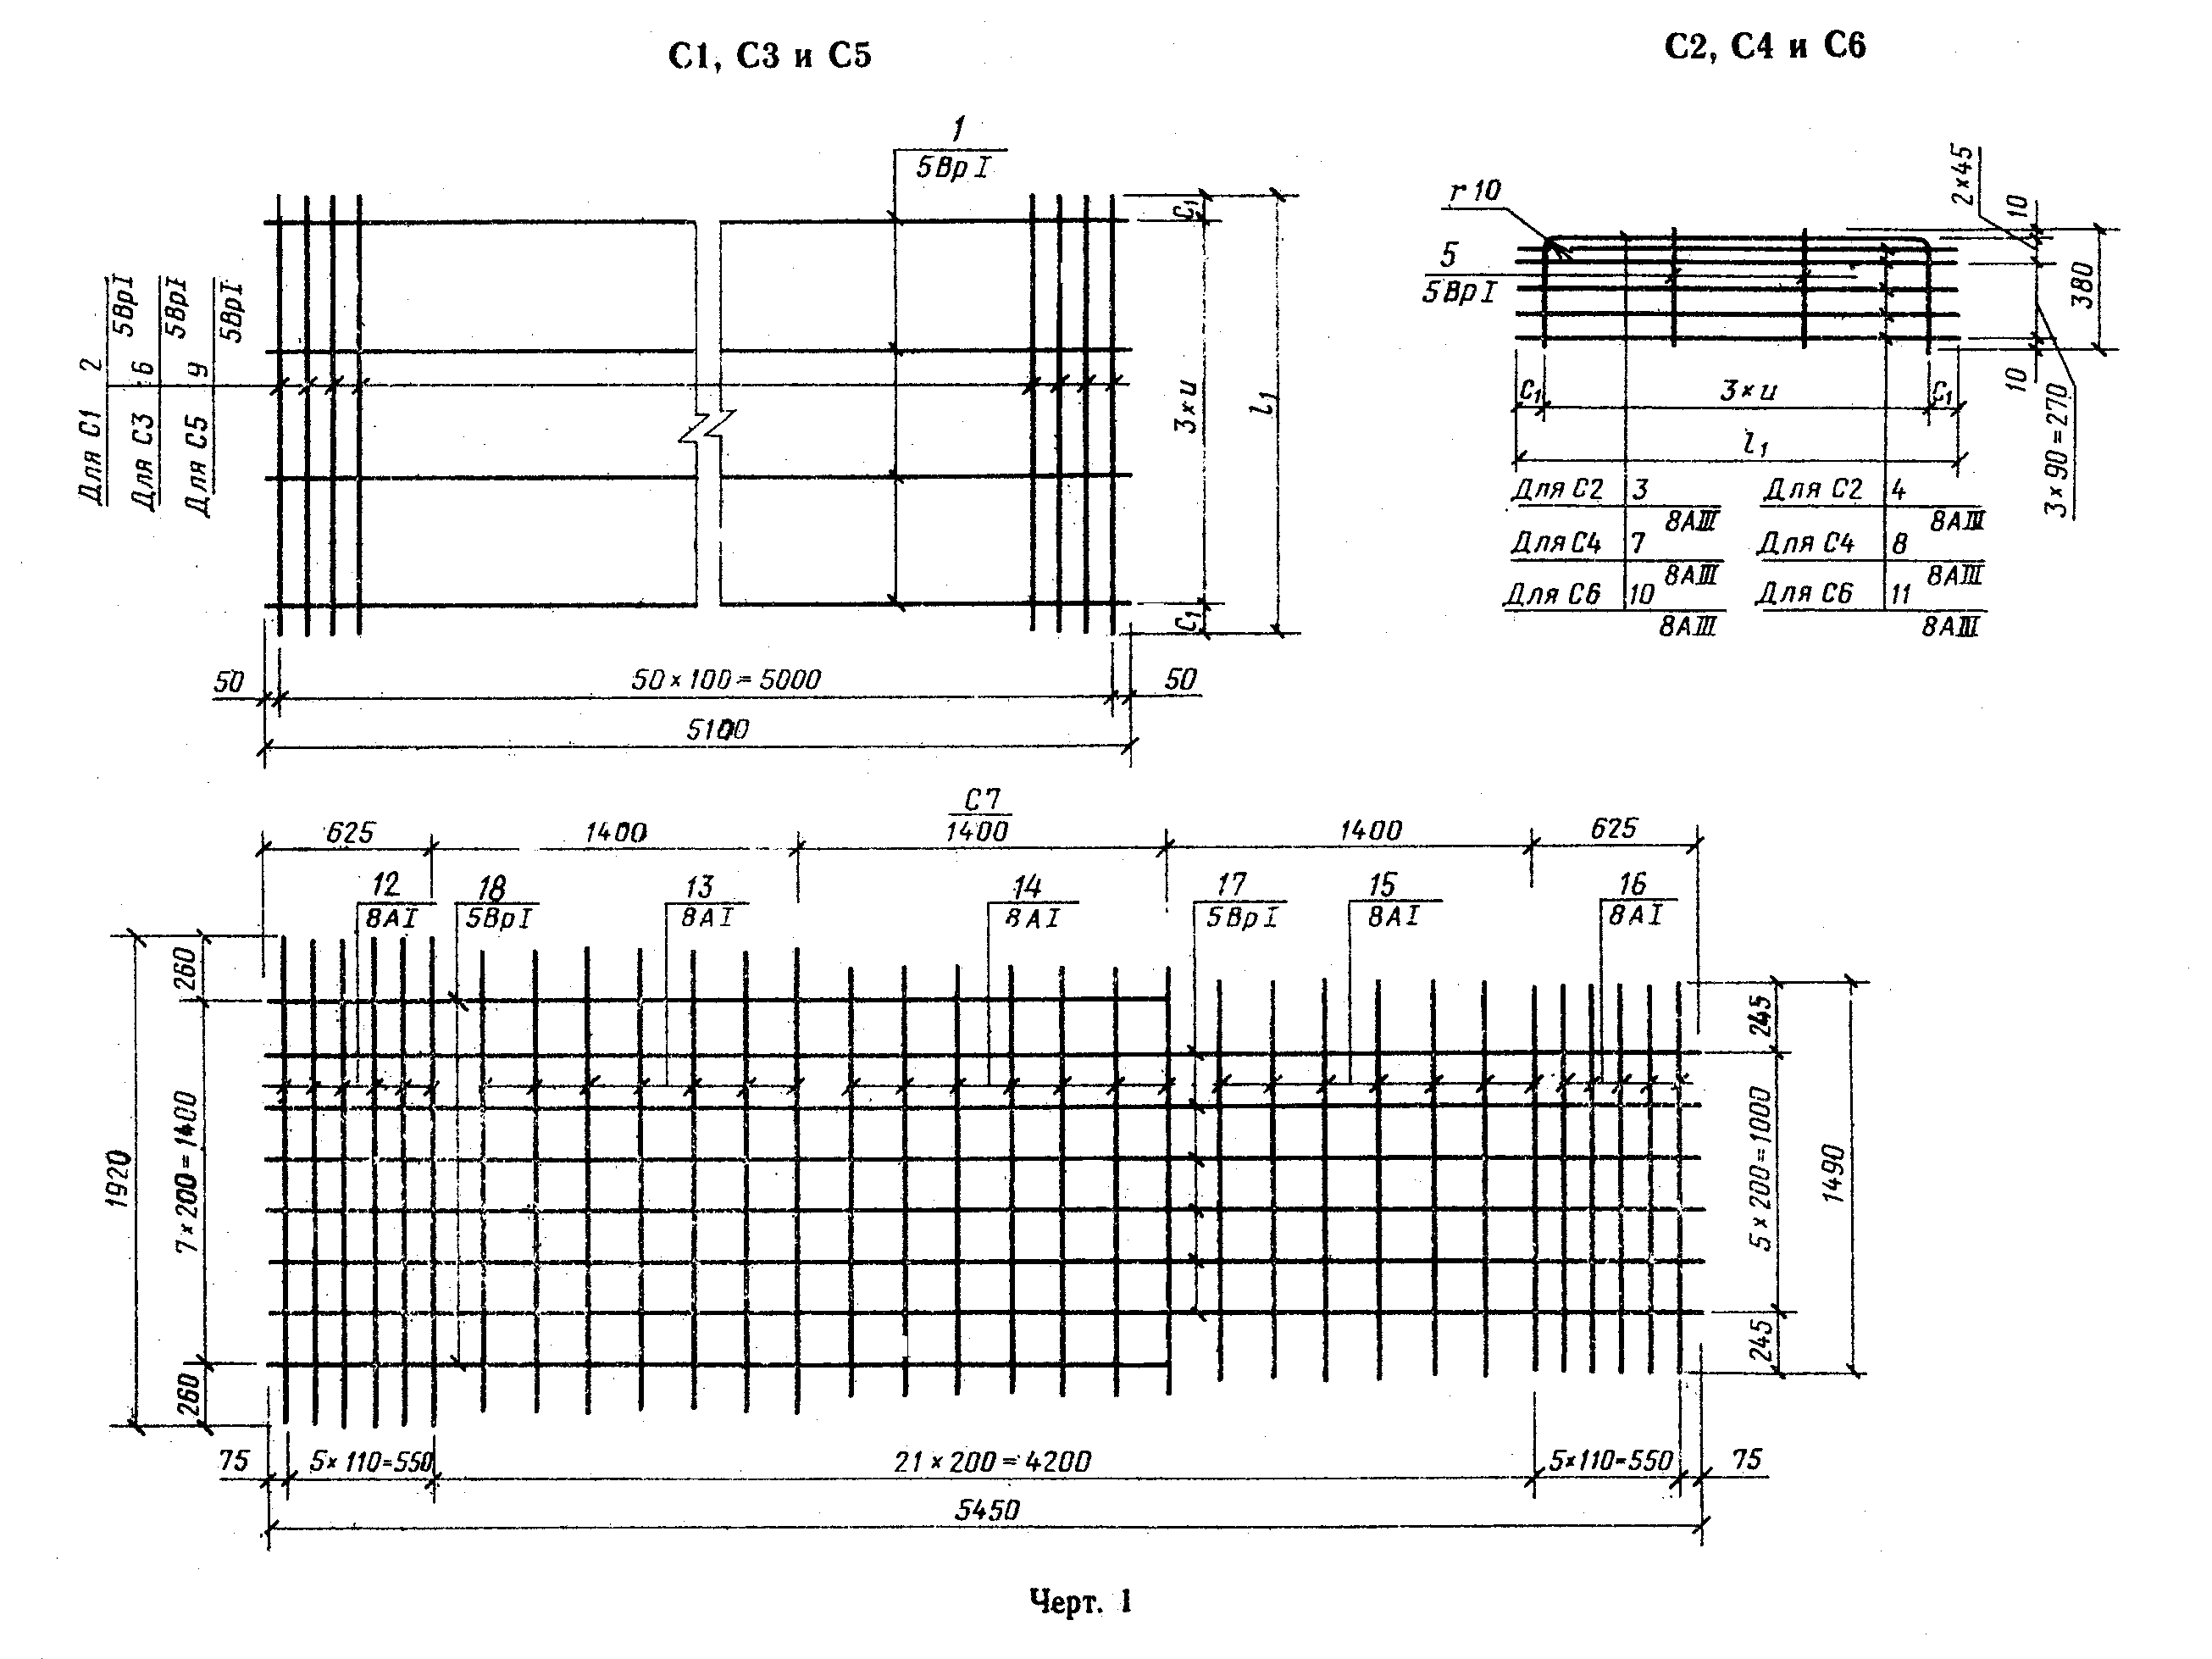 С1, С3 и С5
С2, С4 и С6
1
5ВрI
C1
3×и
C1
l1
Для С1 2 5ВрI
Для С3 6 5ВрI
Для С5 9 5ВрI
50
50×100=5000
50
5100
r10
5
5ВрI
2×45
10
380
10
3×90=270
C1
3×и
C1
l1
Для С2 3
8АIII
Для С4 7
8АIII
Для С6 10
8АIII
Для С2 4
8АIII
Для С4 8
8АIII
Для С6 11
8АIII
С7
625
1400
1400
1400
625
12
8АI
18
5ВрI
13
8АI
14
8АI
17
5ВрI
15
8АI
16
8АI
260
7×200=1400
260
1920
245
5×200=1000
245
1490
75
5×110=550
21×200=4200
5×110=550
75
5450
Черт. 1